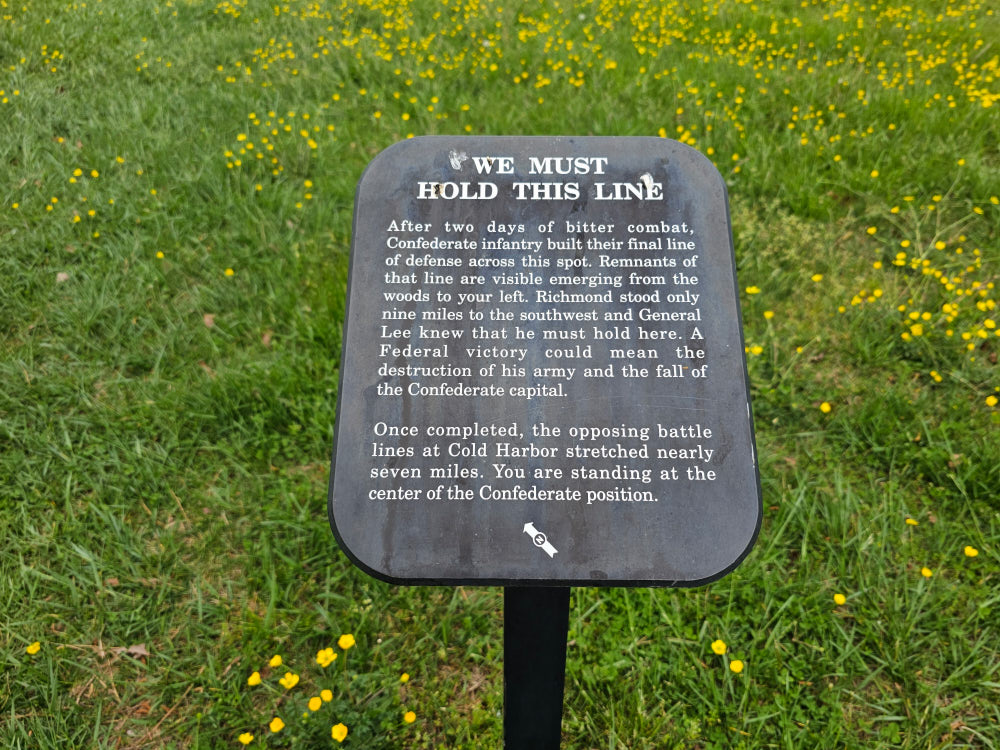 WE MUST
HOLD THIS LINE
After two days of bitter combat,
Confederate infantry built their final line
of defense across this spot. Remnants of
that line are visible emerging from the
woods to your left. Richmond stood only
nine miles to the southwest and General
Lee knew that he must hold here. A
Federal victory could mean the
destruction of his army and the fall of
the Confederate capital.
Once completed, the opposing battle
lines at Cold Harbor stretched nearly
seven miles. You are standing at the
center of the Confederate position.
N